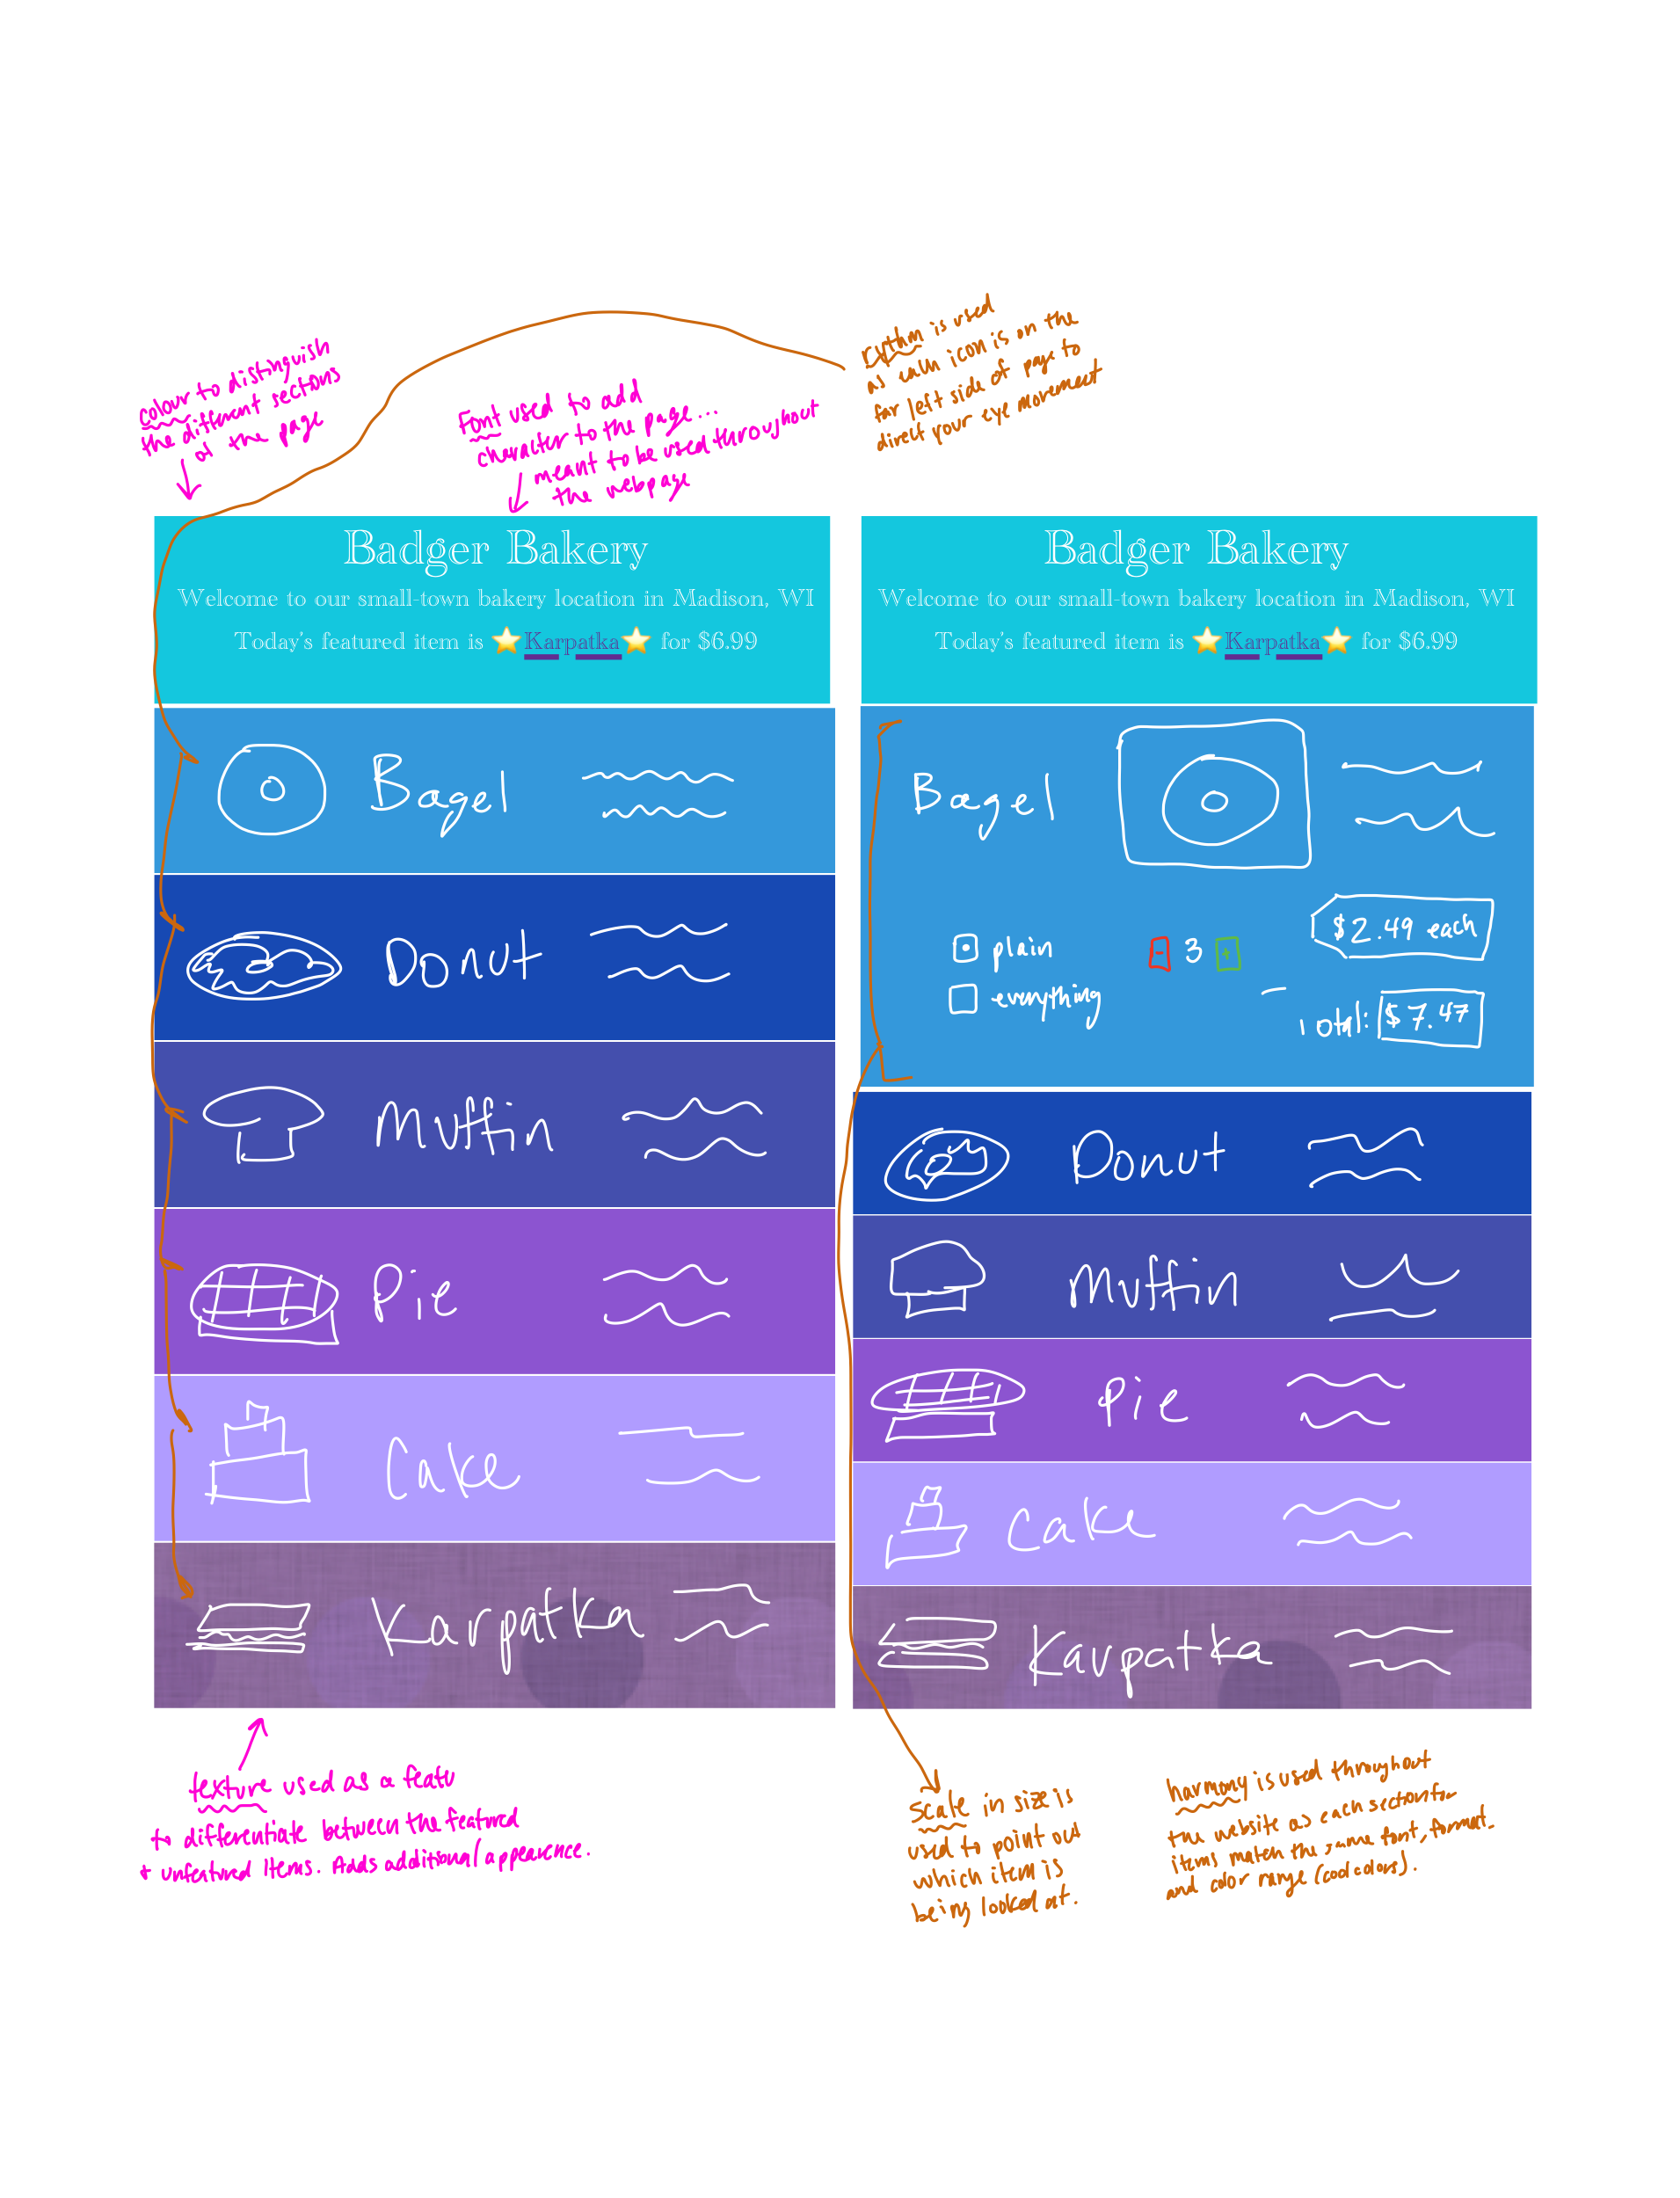 rythm is used
as each icon is on the
far left side of page to
direct your eye movement
colour to distinguish
the different sections
of the page
Font used to add
character to the page...
meant to be used throughout
the webpage
Badger Bakery
Welcome to our small-town bakery location in Madison, WI
Today's featured item is ⭐Karpatka⭐ for $6.99
Bagel
Donut
Muffin
Pie
Cake
Karpatka
Badger Bakery
Welcome to our small-town bakery location in Madison, WI
Today's featured item is ⭐Karpatka⭐ for $6.99
Bagel
plain
- 3 +
$2.49 each
everything
Total: $7.47
Donut
Muffin
Pie
Cake
Karpatka
texture used as a featu
to differentiate between the featured
+ unfeatured items. Adds additional appearence.
Scale in size is
used to point out
which item is
being looked at.
harmony is used throughout
the website as each section for
items match the same font, format,
and color range (cool colors).